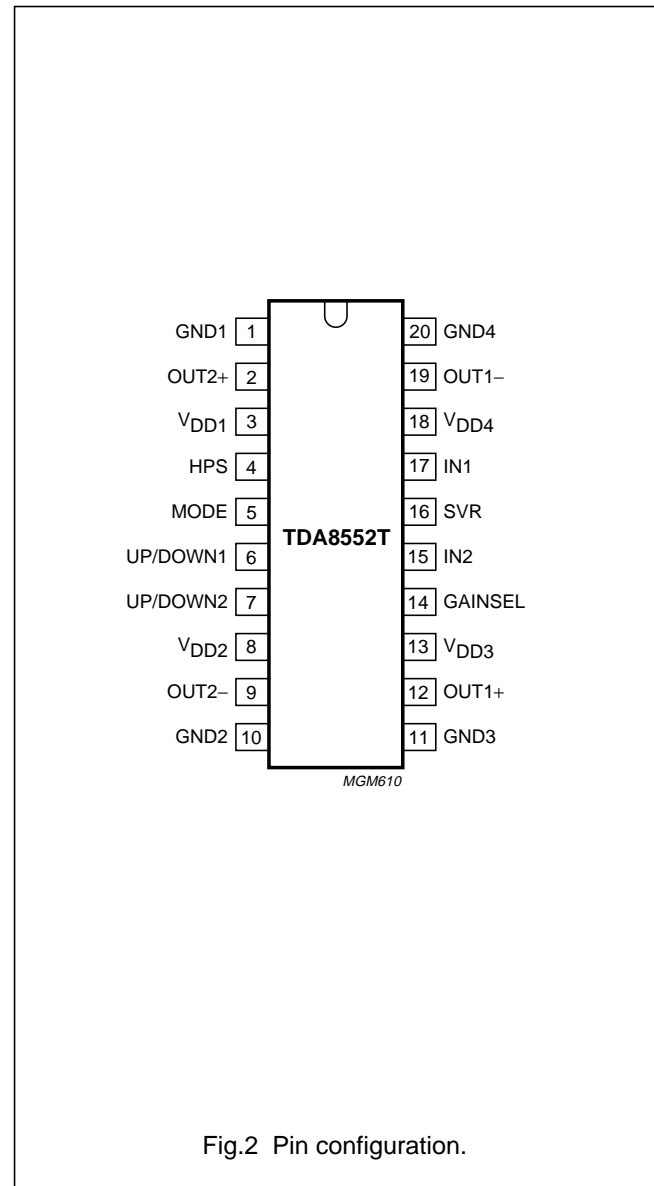 GND1 1 20 GND4
OUT2+ 2 19 OUT1−
VDD1 3 18 VDD4
HPS 4 17 IN1
MODE 5 16 SVR
TDA8552T
UP/DOWN1 6 15 IN2
UP/DOWN2 7 14 GAINSEL
VDD2 8 13 VDD3
OUT2− 9 12 OUT1+
GND2 10 11 GND3
MGM610
Fig.2 Pin configuration.